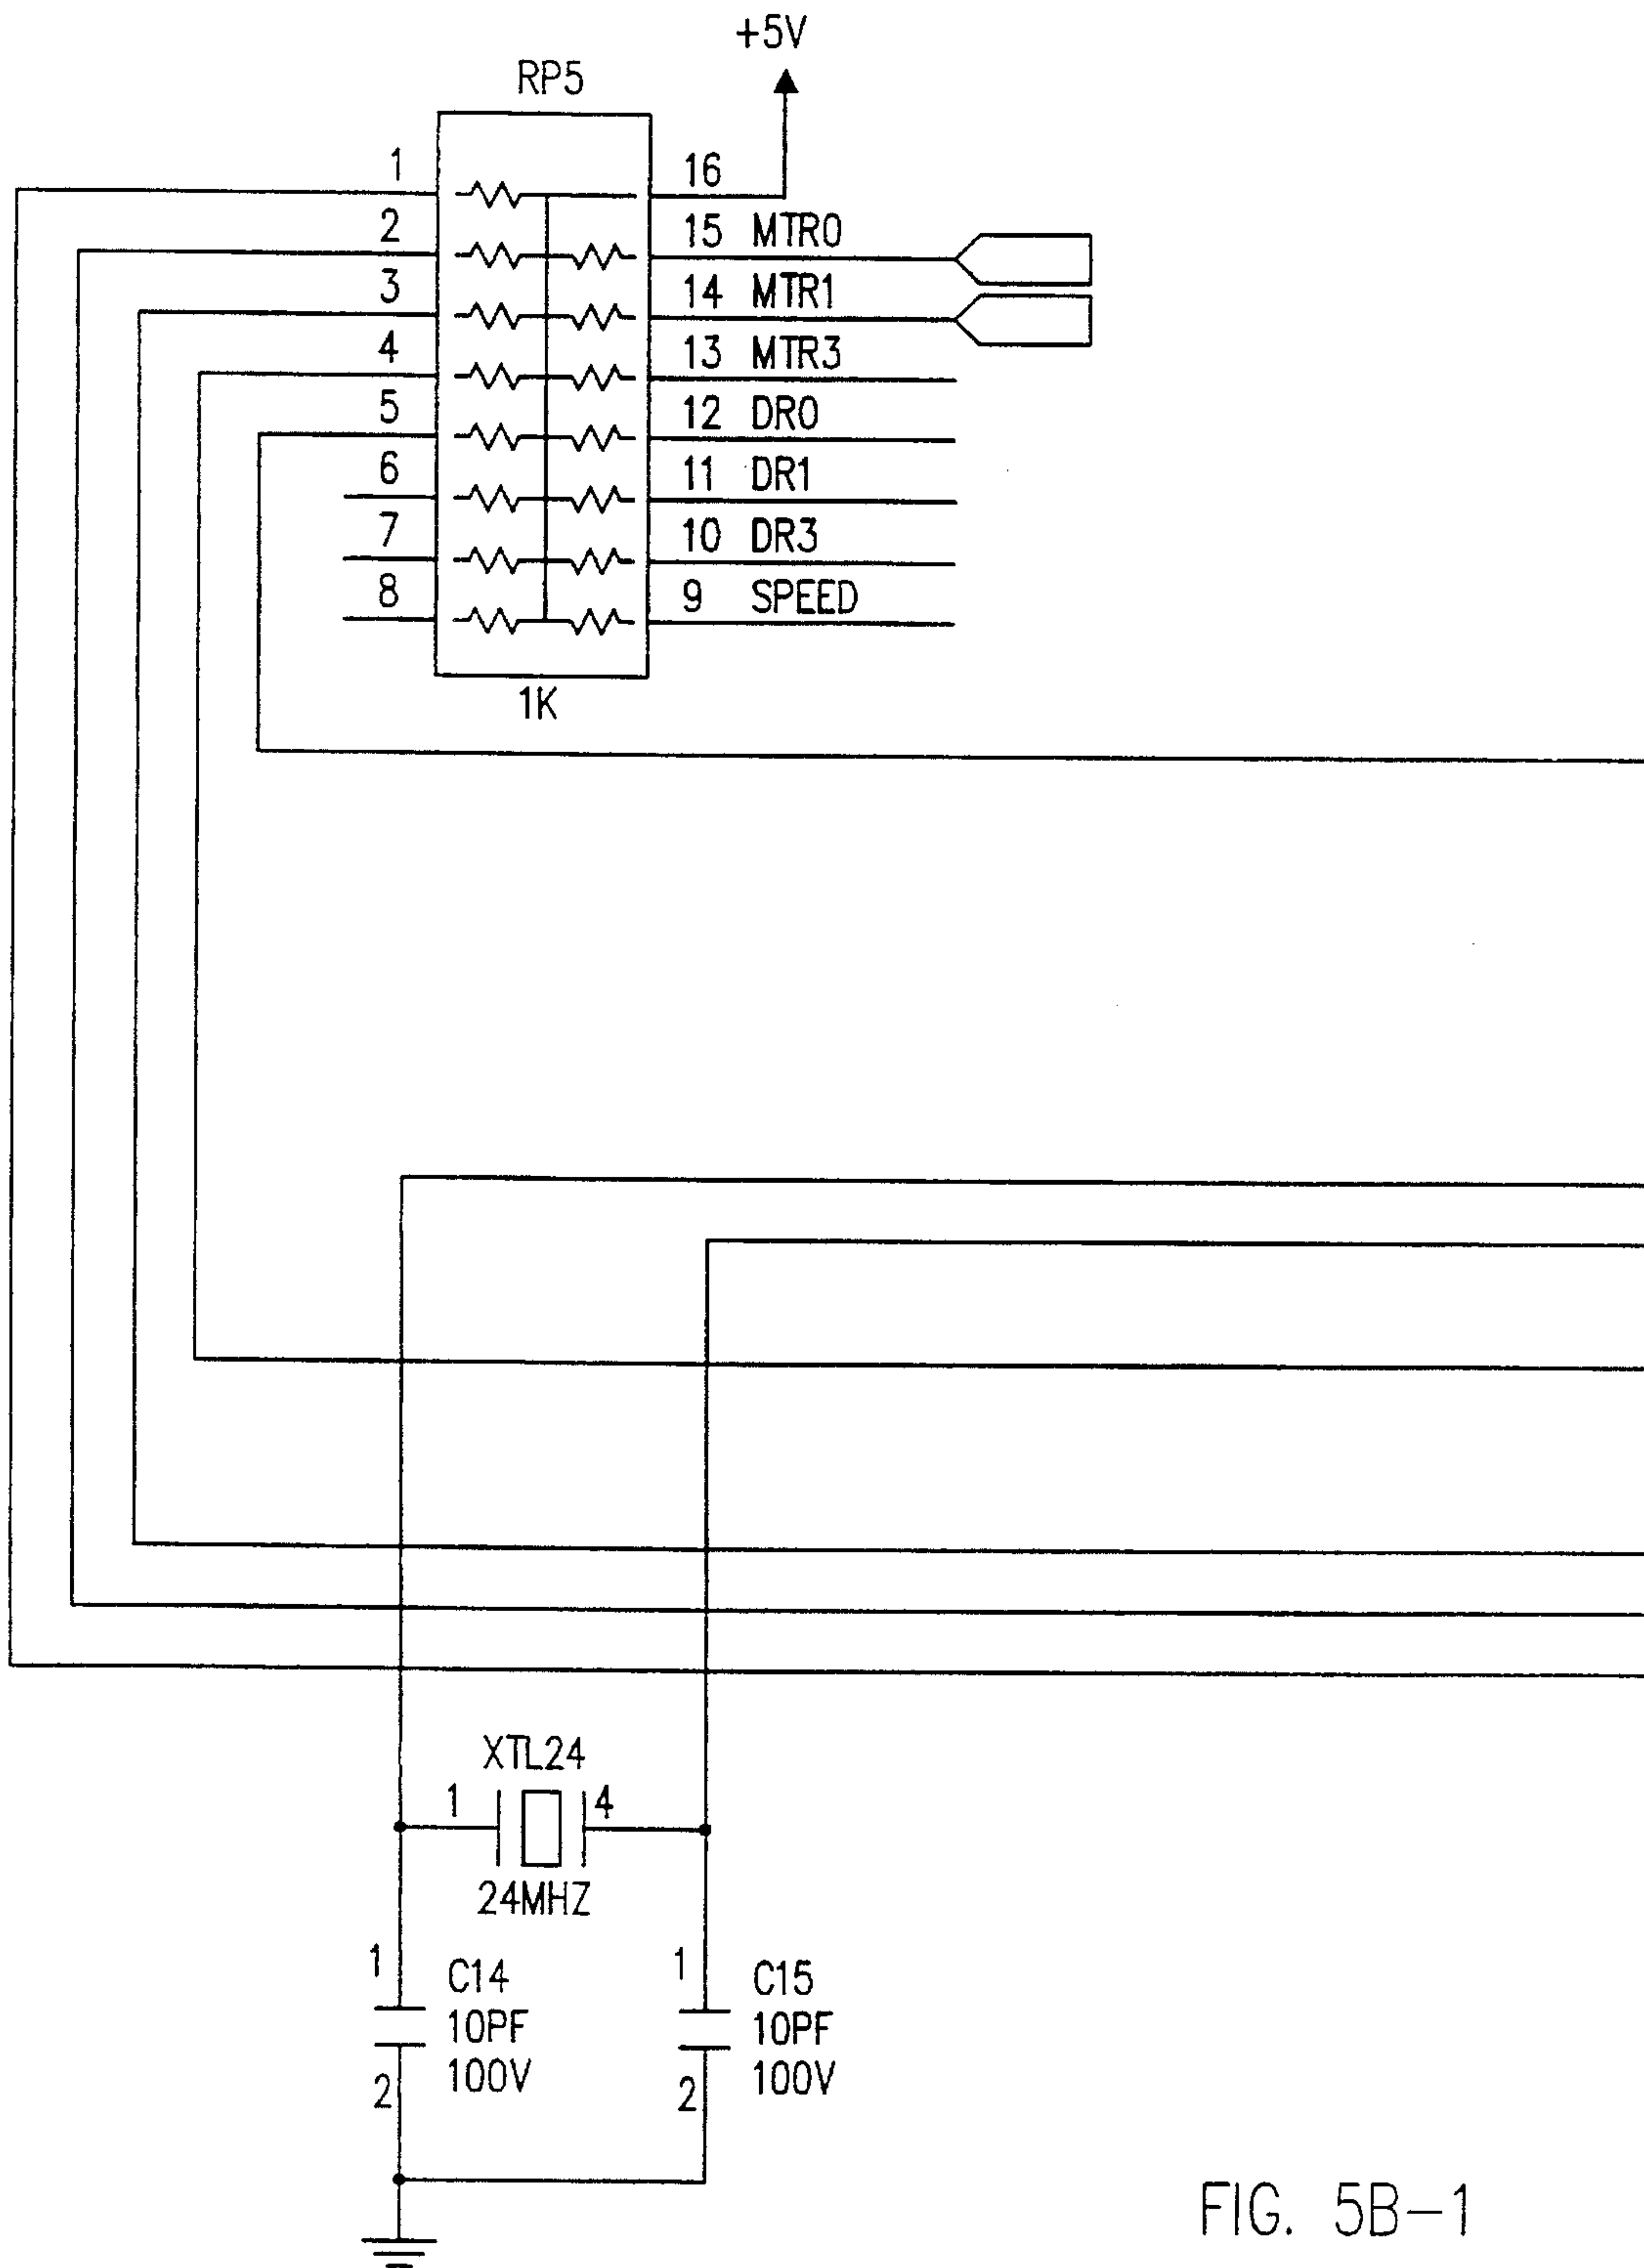 +5V
RP5
1 16
2 15 MTR0
3 14 MTR1
4 13 MTR3
5 12 DR0
6 11 DR1
7 10 DR3
8 9 SPEED
1K
XTL24
1 4
24MHZ
1 C14 1 C15
10PF 10PF
100V 100V
2 2
FIG. 5B-1